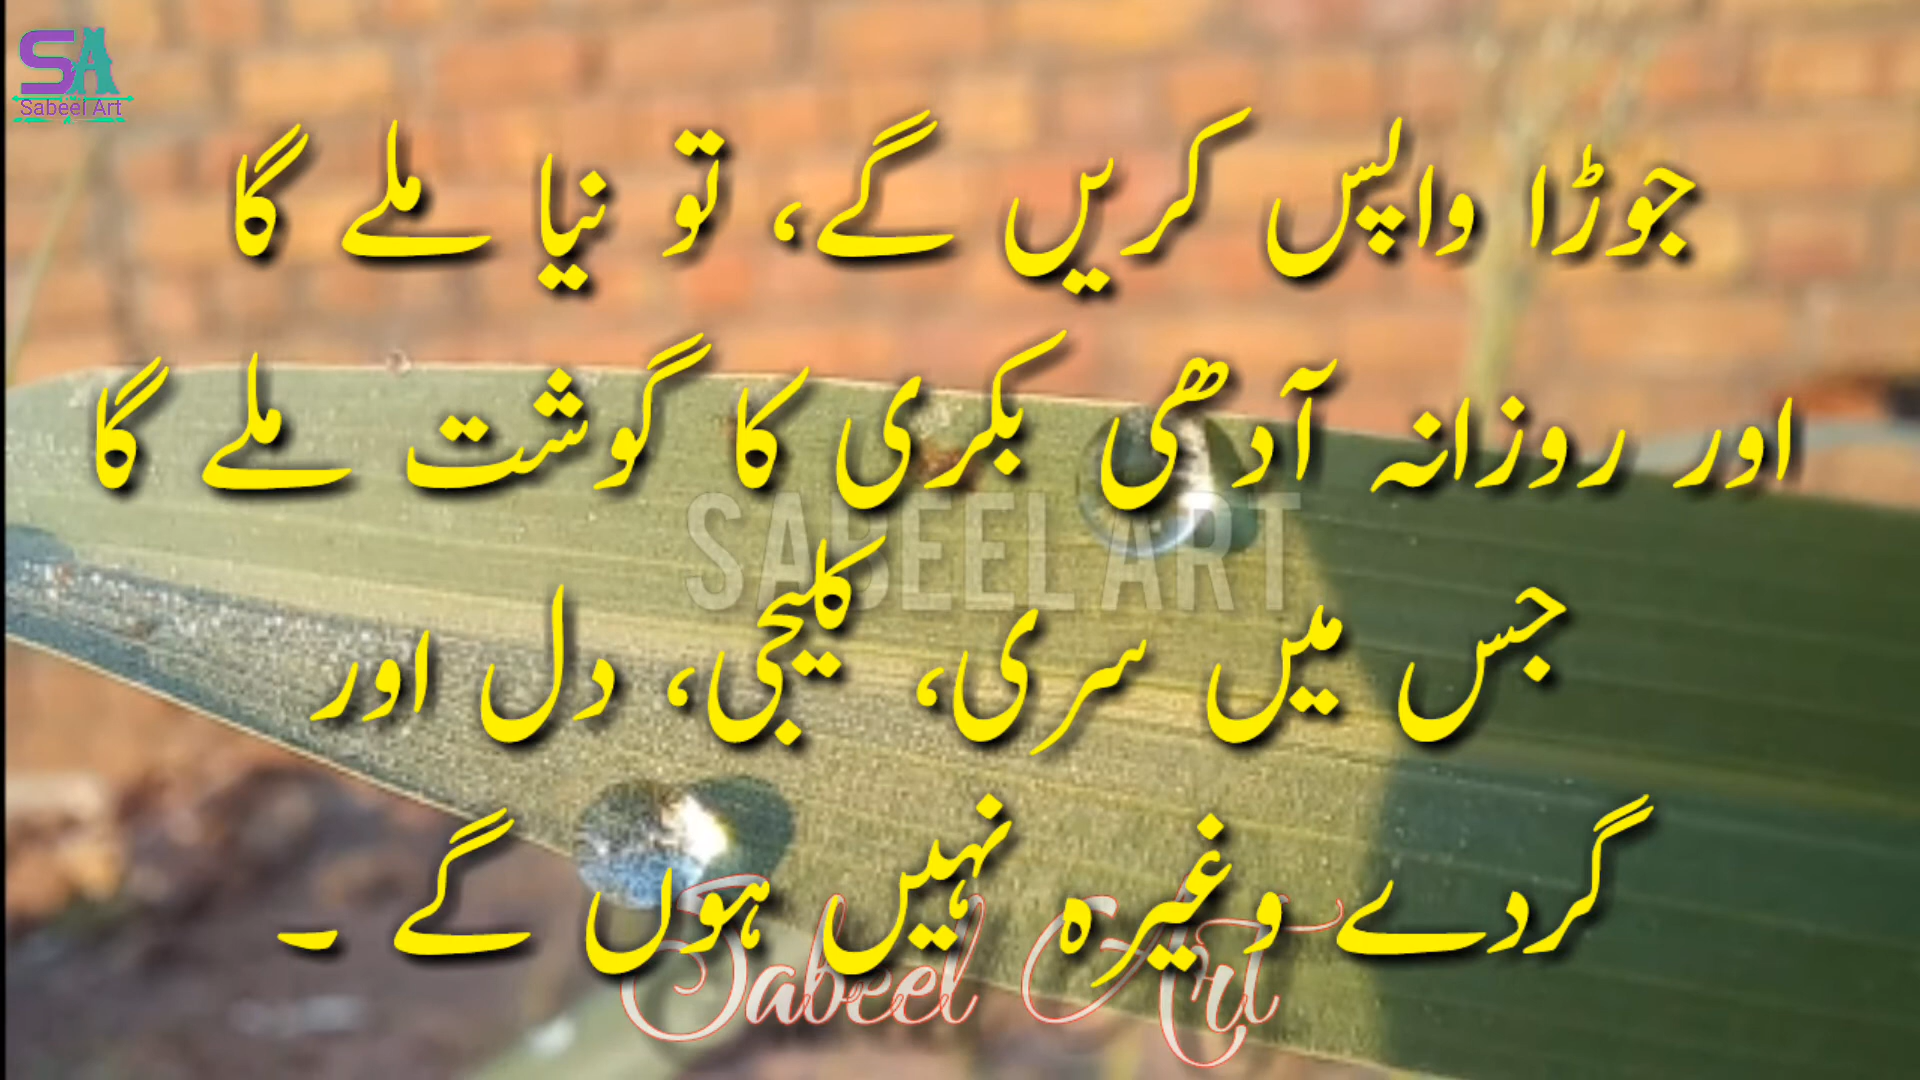 SA
Sabeel Art
جوڑا واپس کریں گے، تو نیا ملے گا
اور روزانہ آدھی بکری کا گوشت ملے گا
SABEEL ART
جس میں سری، کلیجی، دل اور
گردے وغیرہ نہیں ہوں گے ۔
Sabeel Art